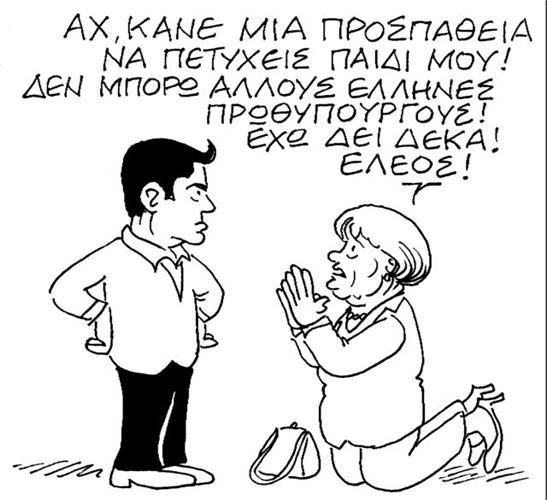 ΑΧ, ΚΑΝΕ ΜΙΑ ΠΡΟΣΠΑΘΕΙΑ
ΝΑ ΠΕΤΥΧΕΙΣ ΠΑΙΔΙ ΜΟΥ!
ΔΕΝ ΜΠΟΡΩ ΑΛΛΟΥΣ ΕΛΛΗΝΕΣ
ΠΡΩΘΥΠΟΥΡΓΟΥΣ!
ΕΧΩ ΔΕΙ ΔΕΚΑ!
ΕΛΕΟΣ!